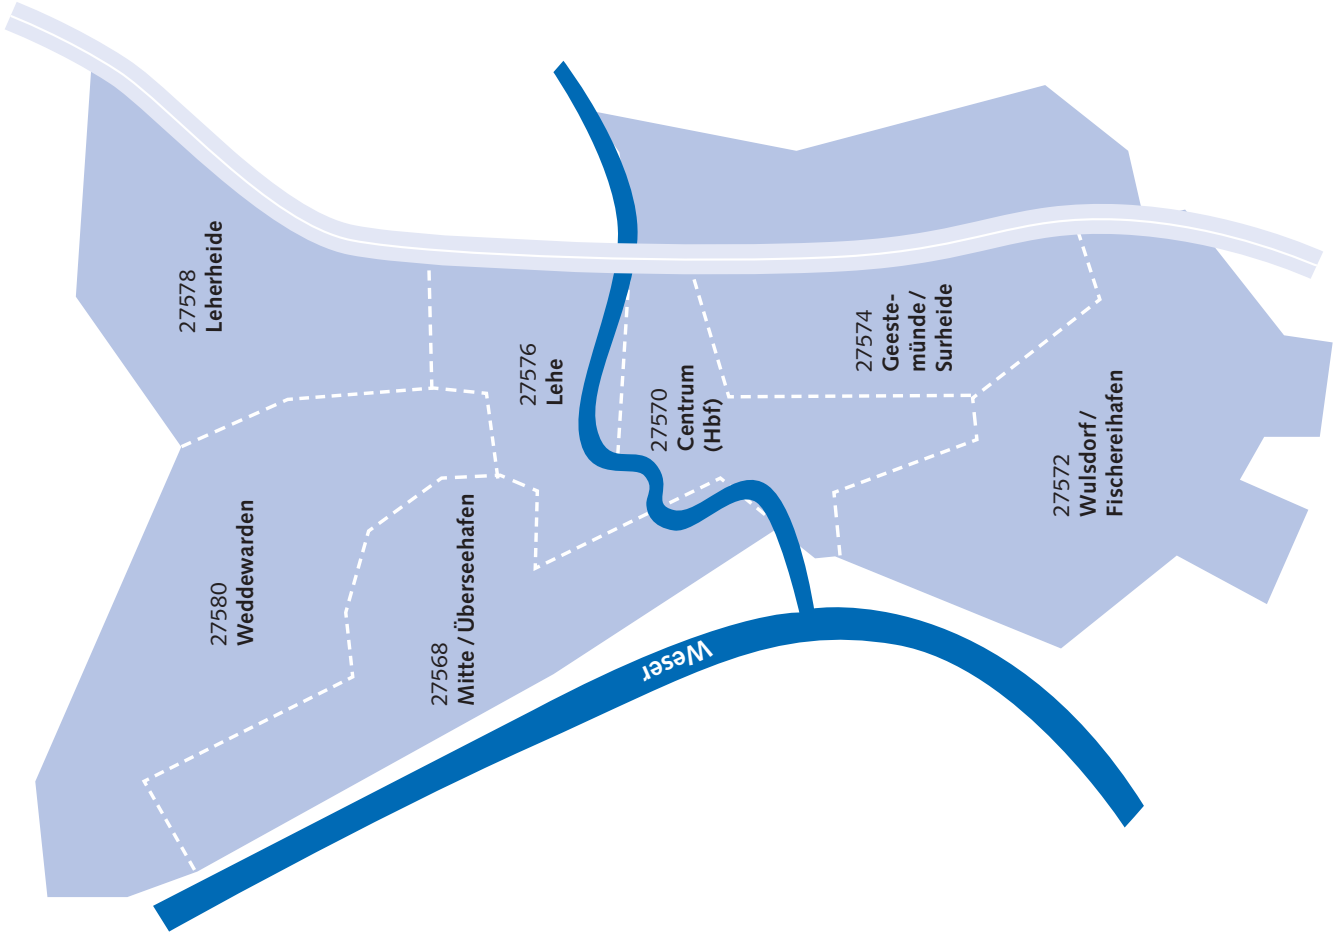 27578
Leherheide
27576
Lehe
27574
Geeste-
münde /
Surheide
27570
Centrum
(Hbf)
27580
Weddewarden
27568
Mitte / Überseehafen
27572
Wulsdorf /
Fischereihafen
Weser